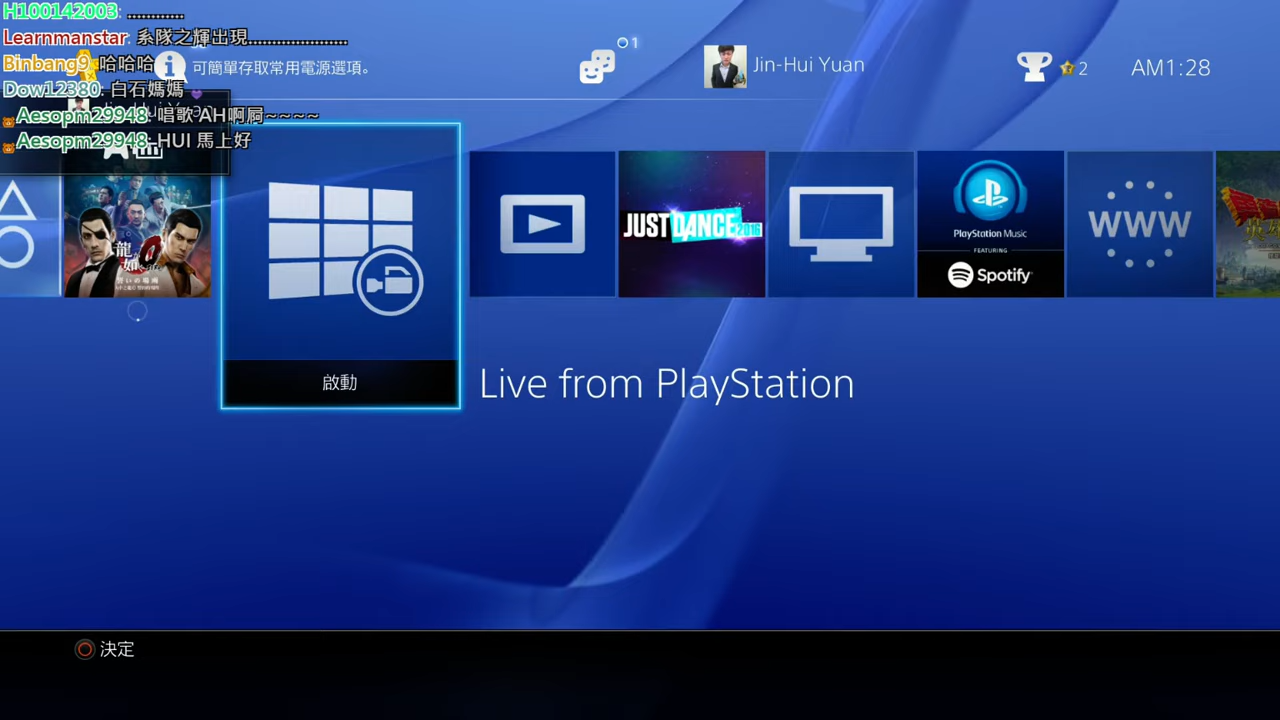 H100142003: ............
Learnmanstar: 系隊之輝出現.....................
Binbang9: 哈哈哈
可簡單存取常用電源選項。
Dow12380: 白石媽媽
Aesopm29948: 唱歌 AH啊屙~~~~
Aesopm29948: HUI 馬上好
1
Jin-Hui Yuan
2
AM1:28
龍
如
JUST DANCE 2016
PlayStation Music
FEATURING
Spotify
WWW
啟動
Live from PlayStation
決定